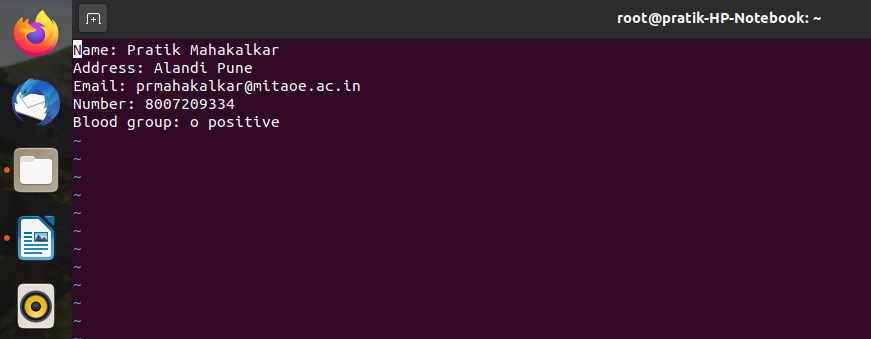 root@pratik-HP-Notebook: ~
Name: Pratik Mahakalkar
Address: Alandi Pune
Email: prmahakalkar@mitaoe.ac.in
Number: 8007209334
Blood group: o positive
~
~
~
~
~
~
~
~
~
~
~
~